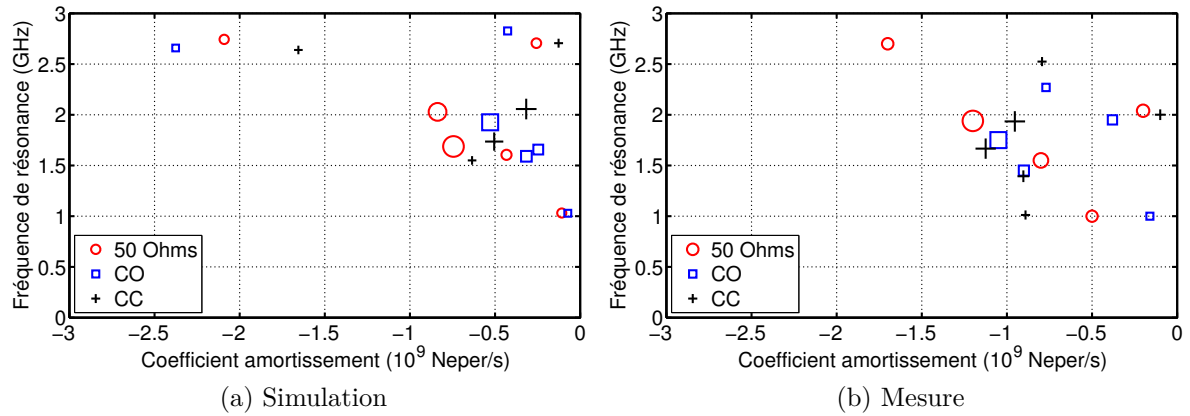 3
2.5
2
1.5
1
0.5
0
Fréquence de résonance (GHz)
50 Ohms
CO
CC
−3 −2.5 −2 −1.5 −1 −0.5 0
Coefficient amortissement (10⁹ Neper/s)
(a) Simulation
3
2.5
2
1.5
1
0.5
0
Fréquence de résonance (GHz)
50 Ohms
CO
CC
−3 −2.5 −2 −1.5 −1 −0.5 0
Coefficient amortissement (10⁹ Neper/s)
(b) Mesure